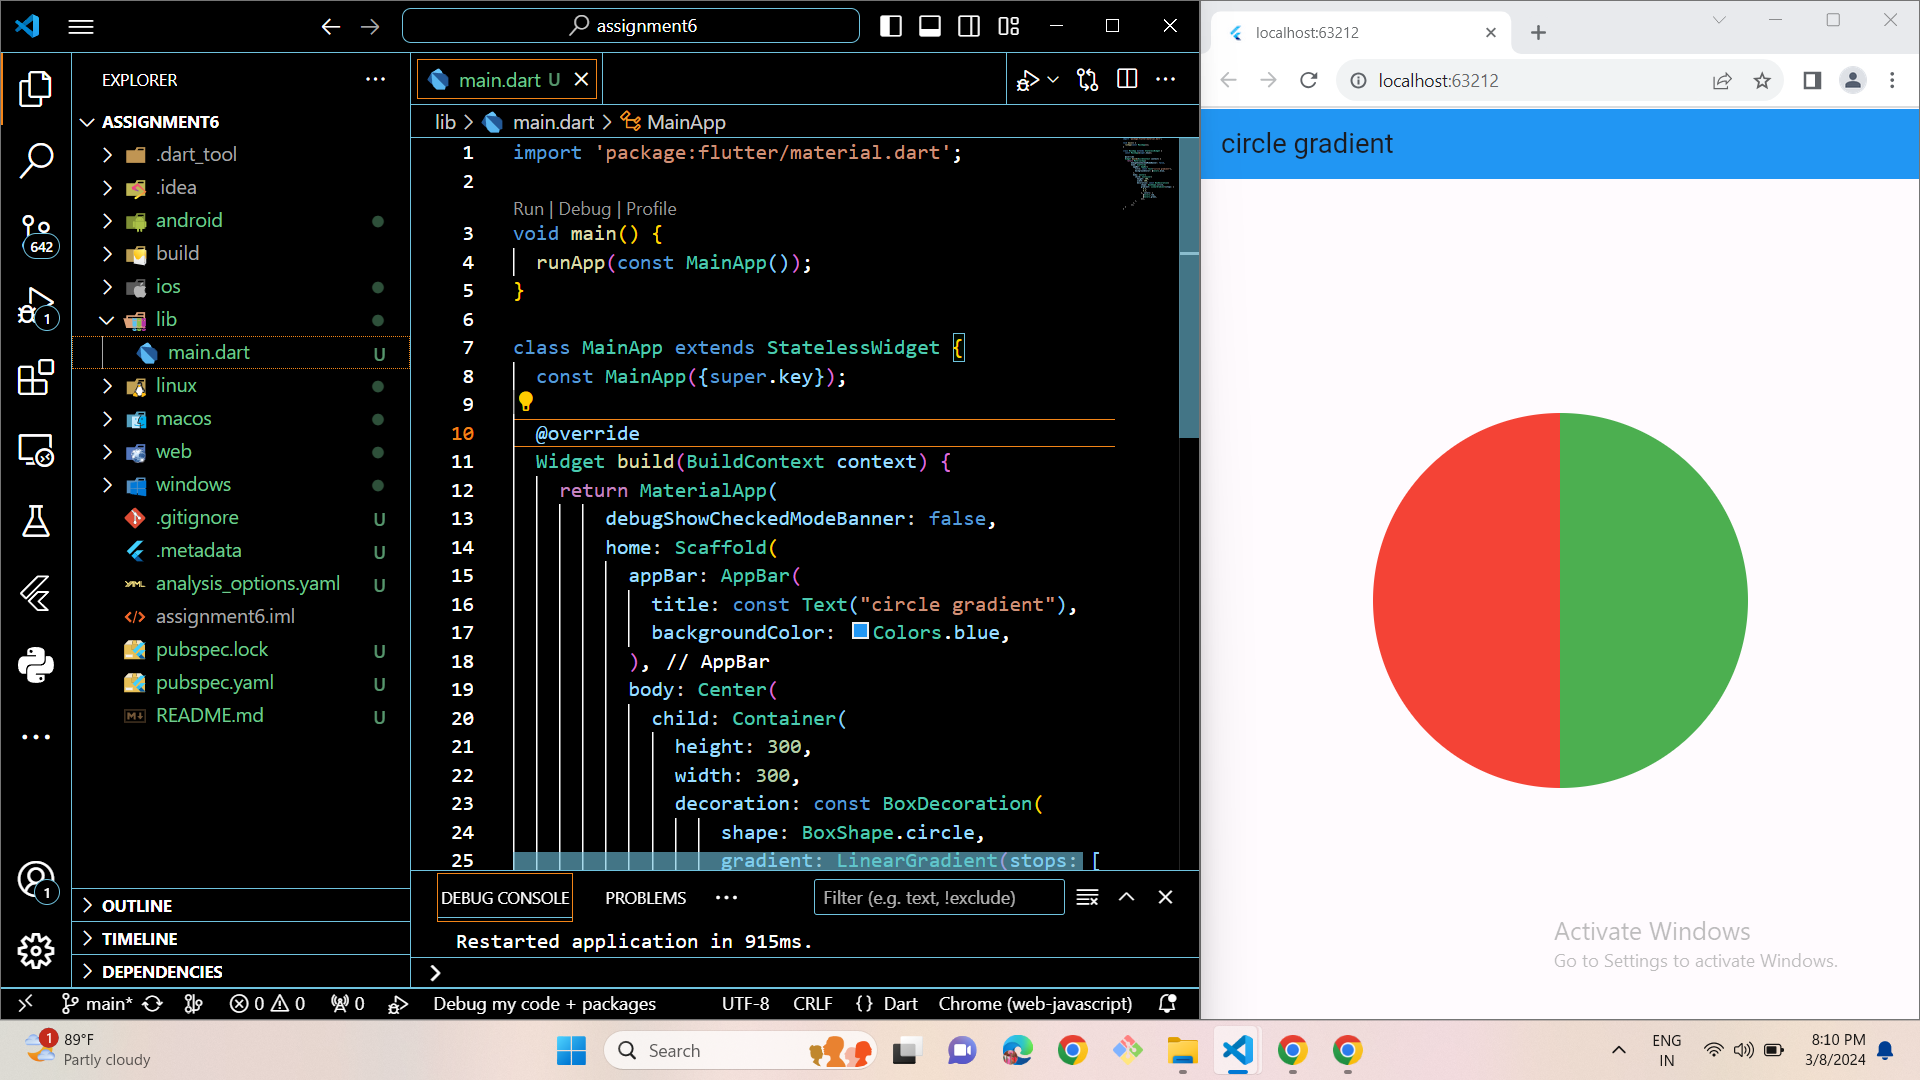 assignment6
EXPLORER
ASSIGNMENT6
.dart_tool
.idea
android
build
ios
lib
main.dart U
linux
macos
web
windows
.gitignore U
.metadata U
analysis_options.yaml U
assignment6.iml
pubspec.lock U
pubspec.yaml U
README.md U
OUTLINE
TIMELINE
DEPENDENCIES
642
1
1
main.dart U
lib > main.dart > MainApp
1 import 'package:flutter/material.dart';
2
Run | Debug | Profile
3 void main() {
4 runApp(const MainApp());
5 }
6
7 class MainApp extends StatelessWidget {
8 const MainApp({super.key});
9
10 @override
11 Widget build(BuildContext context) {
12 return MaterialApp(
13 debugShowCheckedModeBanner: false,
14 home: Scaffold(
15 appBar: AppBar(
16 title: const Text("circle gradient"),
17 backgroundColor: Colors.blue,
18 ), // AppBar
19 body: Center(
20 child: Container(
21 height: 300,
22 width: 300,
23 decoration: const BoxDecoration(
24 shape: BoxShape.circle,
25 gradient: LinearGradient(stops: [
DEBUG CONSOLE PROBLEMS
Filter (e.g. text, !exclude)
Restarted application in 915ms.
main* 0 0 0 Debug my code + packages UTF-8 CRLF {} Dart Chrome (web-javascript)
localhost:63212
localhost:63212
circle gradient
Activate Windows
Go to Settings to activate Windows.
1
89°F
Partly cloudy
Search
ENG
IN
8:10 PM
3/8/2024